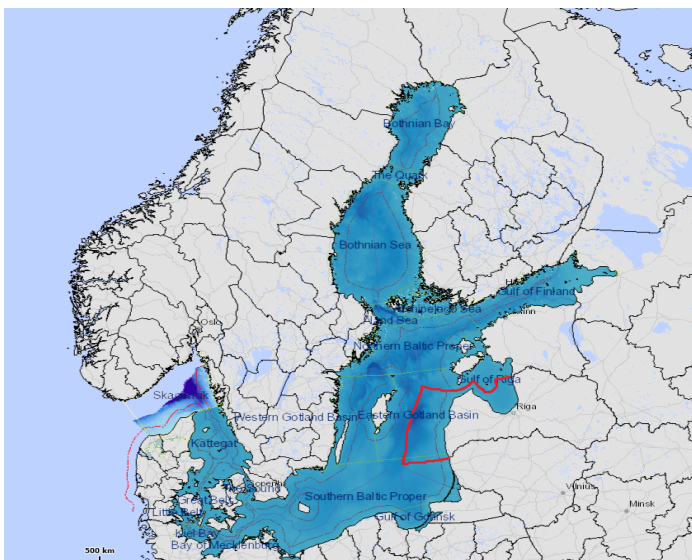 Bothnian Bay
The Quark
Bothnian Sea
Archipelago Sea
Åland Sea
Gulf of Finland
Oslo
Northern Baltic Proper
Skagerrak
Gulf of Riga
Riga
Western Gotland Basin
Eastern Gotland Basin
Kattegat
The Sound
Great Belt
Little Belt
Southern Baltic Proper
Gulf of Gdansk
Vilnius
Minsk
Kiel Bay
Bay of Mecklenburg
500 km